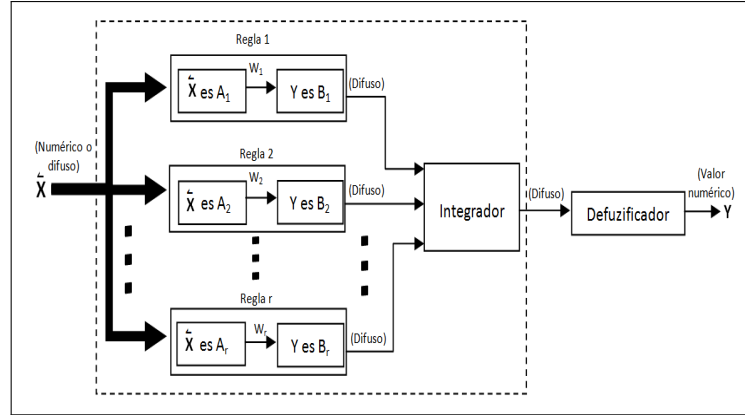 Regla 1
X es A₁
W₁
Y es B₁
(Difuso)
(Numérico o
difuso)
X
Regla 2
X es A₂
W₂
Y es B₂
(Difuso)
Regla r
X es Aᵣ
Wᵣ
Y es Bᵣ
(Difuso)
Integrador
(Difuso)
Defuzificador
(Valor
numérico)
Y